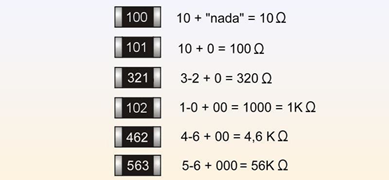 100 10 + "nada" = 10 Ω
101 10 + 0 = 100 Ω
321 3-2 + 0 = 320 Ω
102 1-0 + 00 = 1000 = 1K Ω
462 4-6 + 00 = 4,6 K Ω
563 5-6 + 000 = 56K Ω